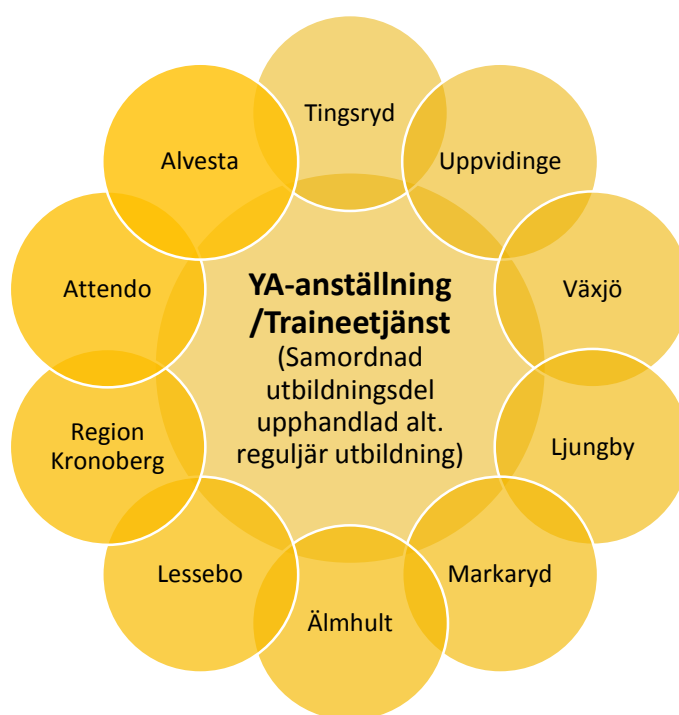 Tingsryd
Uppvidinge
Växjö
Ljungby
Markaryd
Älmhult
Lessebo
Region
Kronoberg
Attendo
Alvesta
YA-anställning
/Traineetjänst
(Samordnad
utbildningsdel
upphandlad alt.
reguljär utbildning)